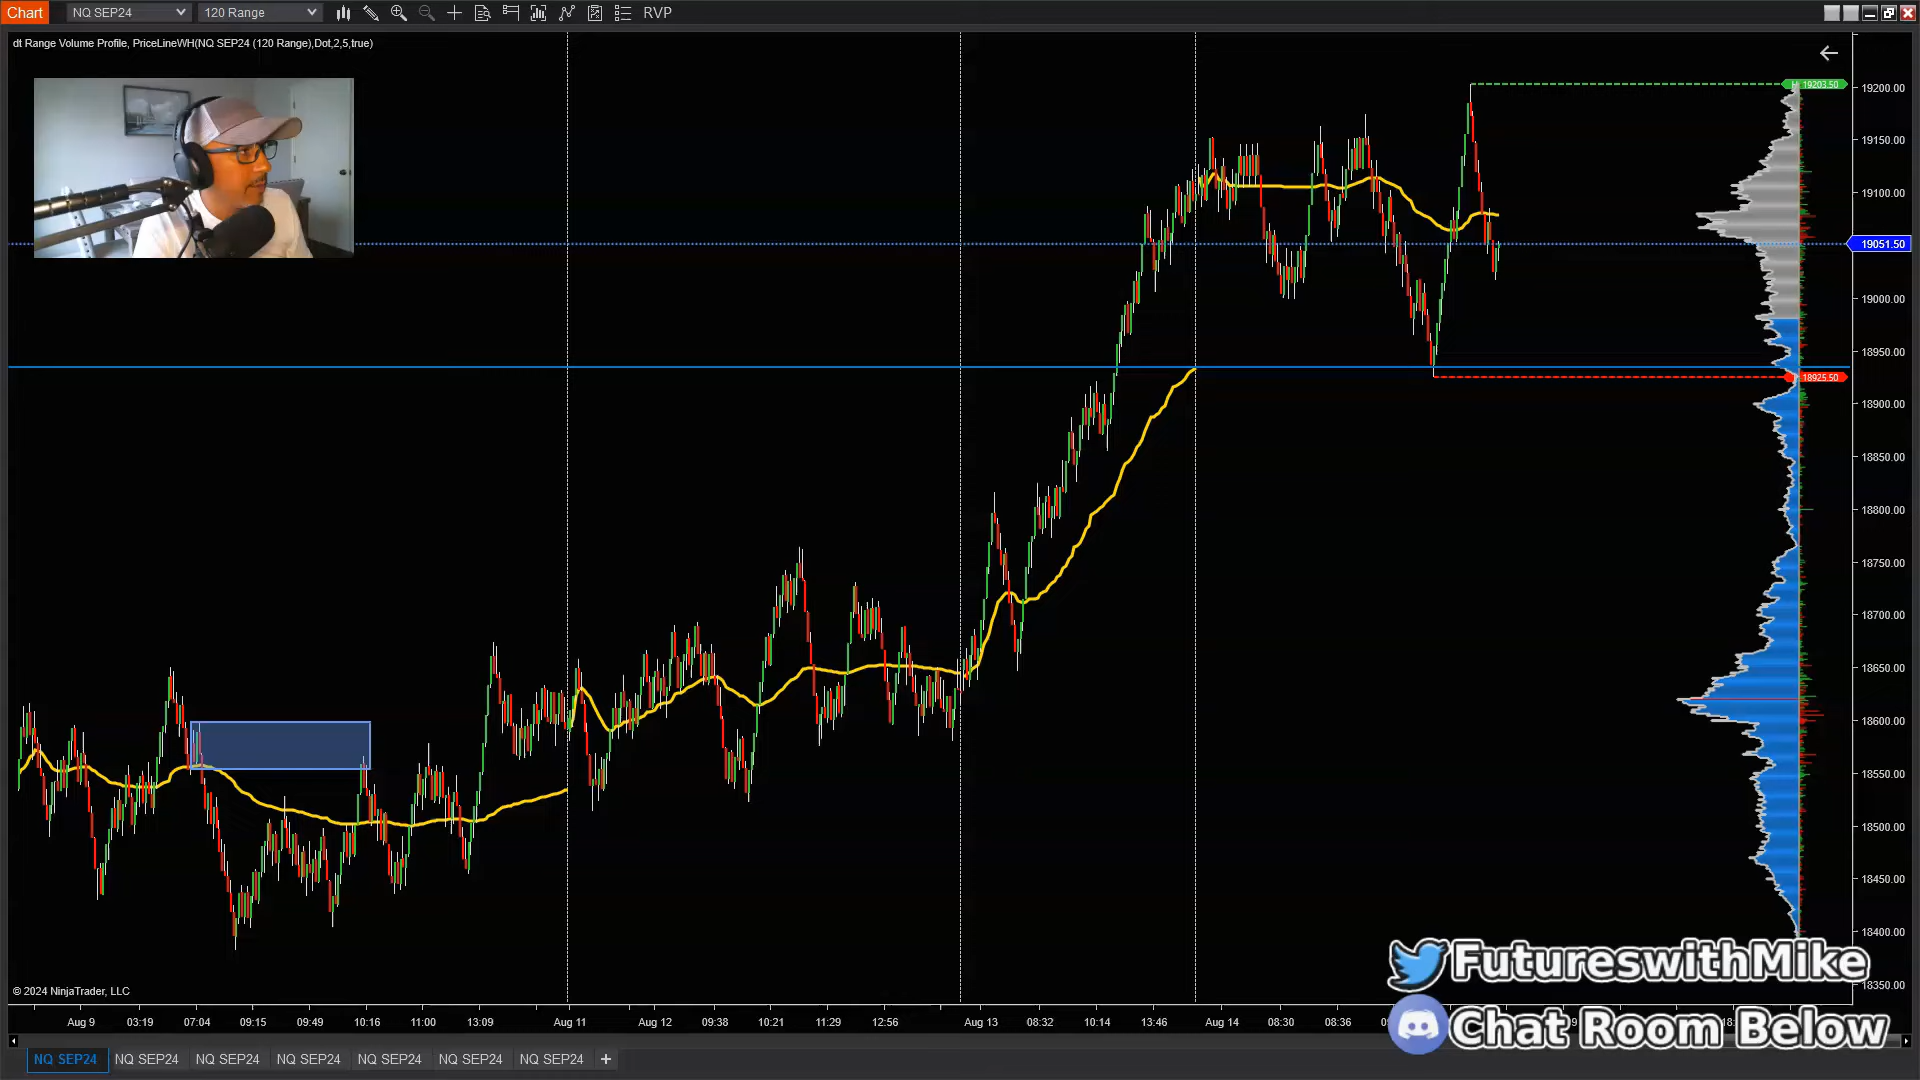 Chart
NQ SEP24
120 Range
RVP
dt Range Volume Profile, PriceLineWH(NQ SEP24 (120 Range),Dot,2,5,true)
19203.50
19200.00
19150.00
19100.00
19051.50
19000.00
18950.00
18925.50
18900.00
18850.00
18800.00
18750.00
18700.00
18650.00
18600.00
18550.00
18500.00
18450.00
18400.00
18350.00
FutureswithMike
© 2024 NinjaTrader, LLC
Aug 9 03:19 07:04 09:15 09:49 10:16 11:00 13:09 Aug 11 Aug 12 09:38 10:21 11:29 12:56 Aug 13 08:32 10:14 13:46 Aug 14 08:30 08:36
Chat Room Below
NQ SEP24 NQ SEP24 NQ SEP24 NQ SEP24 NQ SEP24 NQ SEP24 NQ SEP24 +